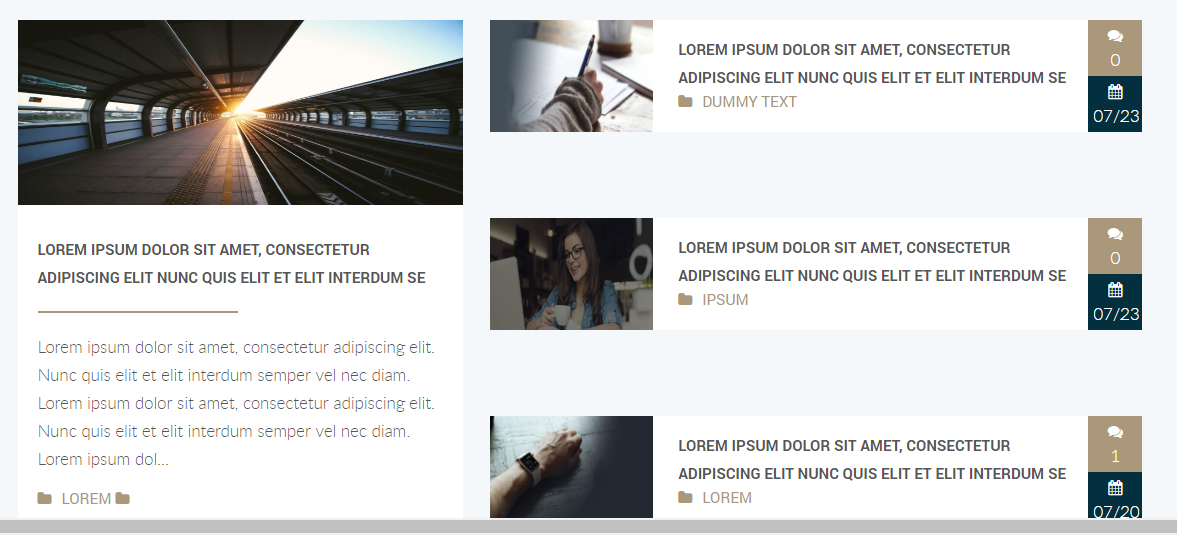 LOREM IPSUM DOLOR SIT AMET, CONSECTETUR
ADIPISCING ELIT NUNC QUIS ELIT ET ELIT INTERDUM SE
Lorem ipsum dolor sit amet, consectetur adipiscing elit.
Nunc quis elit et elit interdum semper vel nec diam.
Lorem ipsum dolor sit amet, consectetur adipiscing elit.
Nunc quis elit et elit interdum semper vel nec diam.
Lorem ipsum dol...
LOREM
LOREM IPSUM DOLOR SIT AMET, CONSECTETUR
ADIPISCING ELIT NUNC QUIS ELIT ET ELIT INTERDUM SE
DUMMY TEXT
0
07/23
LOREM IPSUM DOLOR SIT AMET, CONSECTETUR
ADIPISCING ELIT NUNC QUIS ELIT ET ELIT INTERDUM SE
IPSUM
0
07/23
LOREM IPSUM DOLOR SIT AMET, CONSECTETUR
ADIPISCING ELIT NUNC QUIS ELIT ET ELIT INTERDUM SE
LOREM
1
07/20